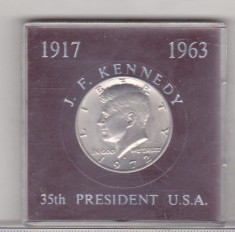 1917 1963
J. F. KENNEDY
LIBERTY
IN GOD WE TRUST
1972
35th PRESIDENT U.S.A.